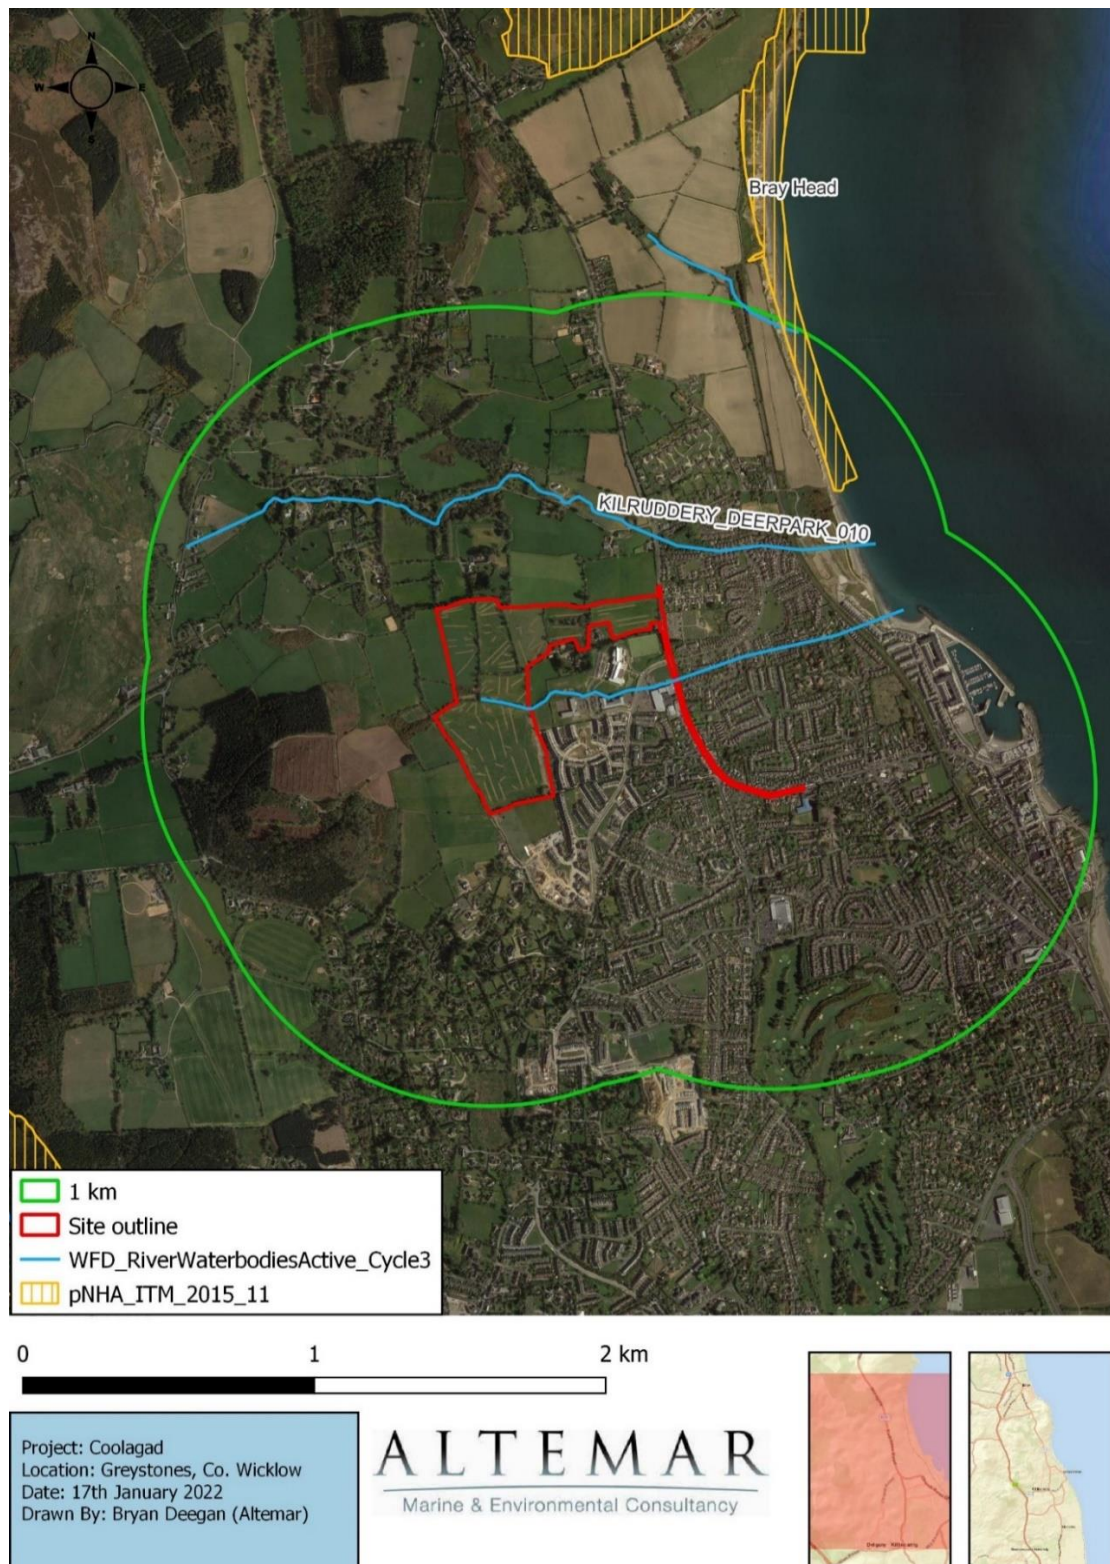 N
W
E
S
Bray Head
KILRUDDERY_DEERPARK_010
1 km
Site outline
WFD_RiverWaterbodiesActive_Cycle3
pNHA_ITM_2015_11
0 1 2 km
Project: Coolagad
Location: Greystones, Co. Wicklow
Date: 17th January 2022
Drawn By: Bryan Deegan (Altemar)
ALTEMAR
Marine & Environmental Consultancy